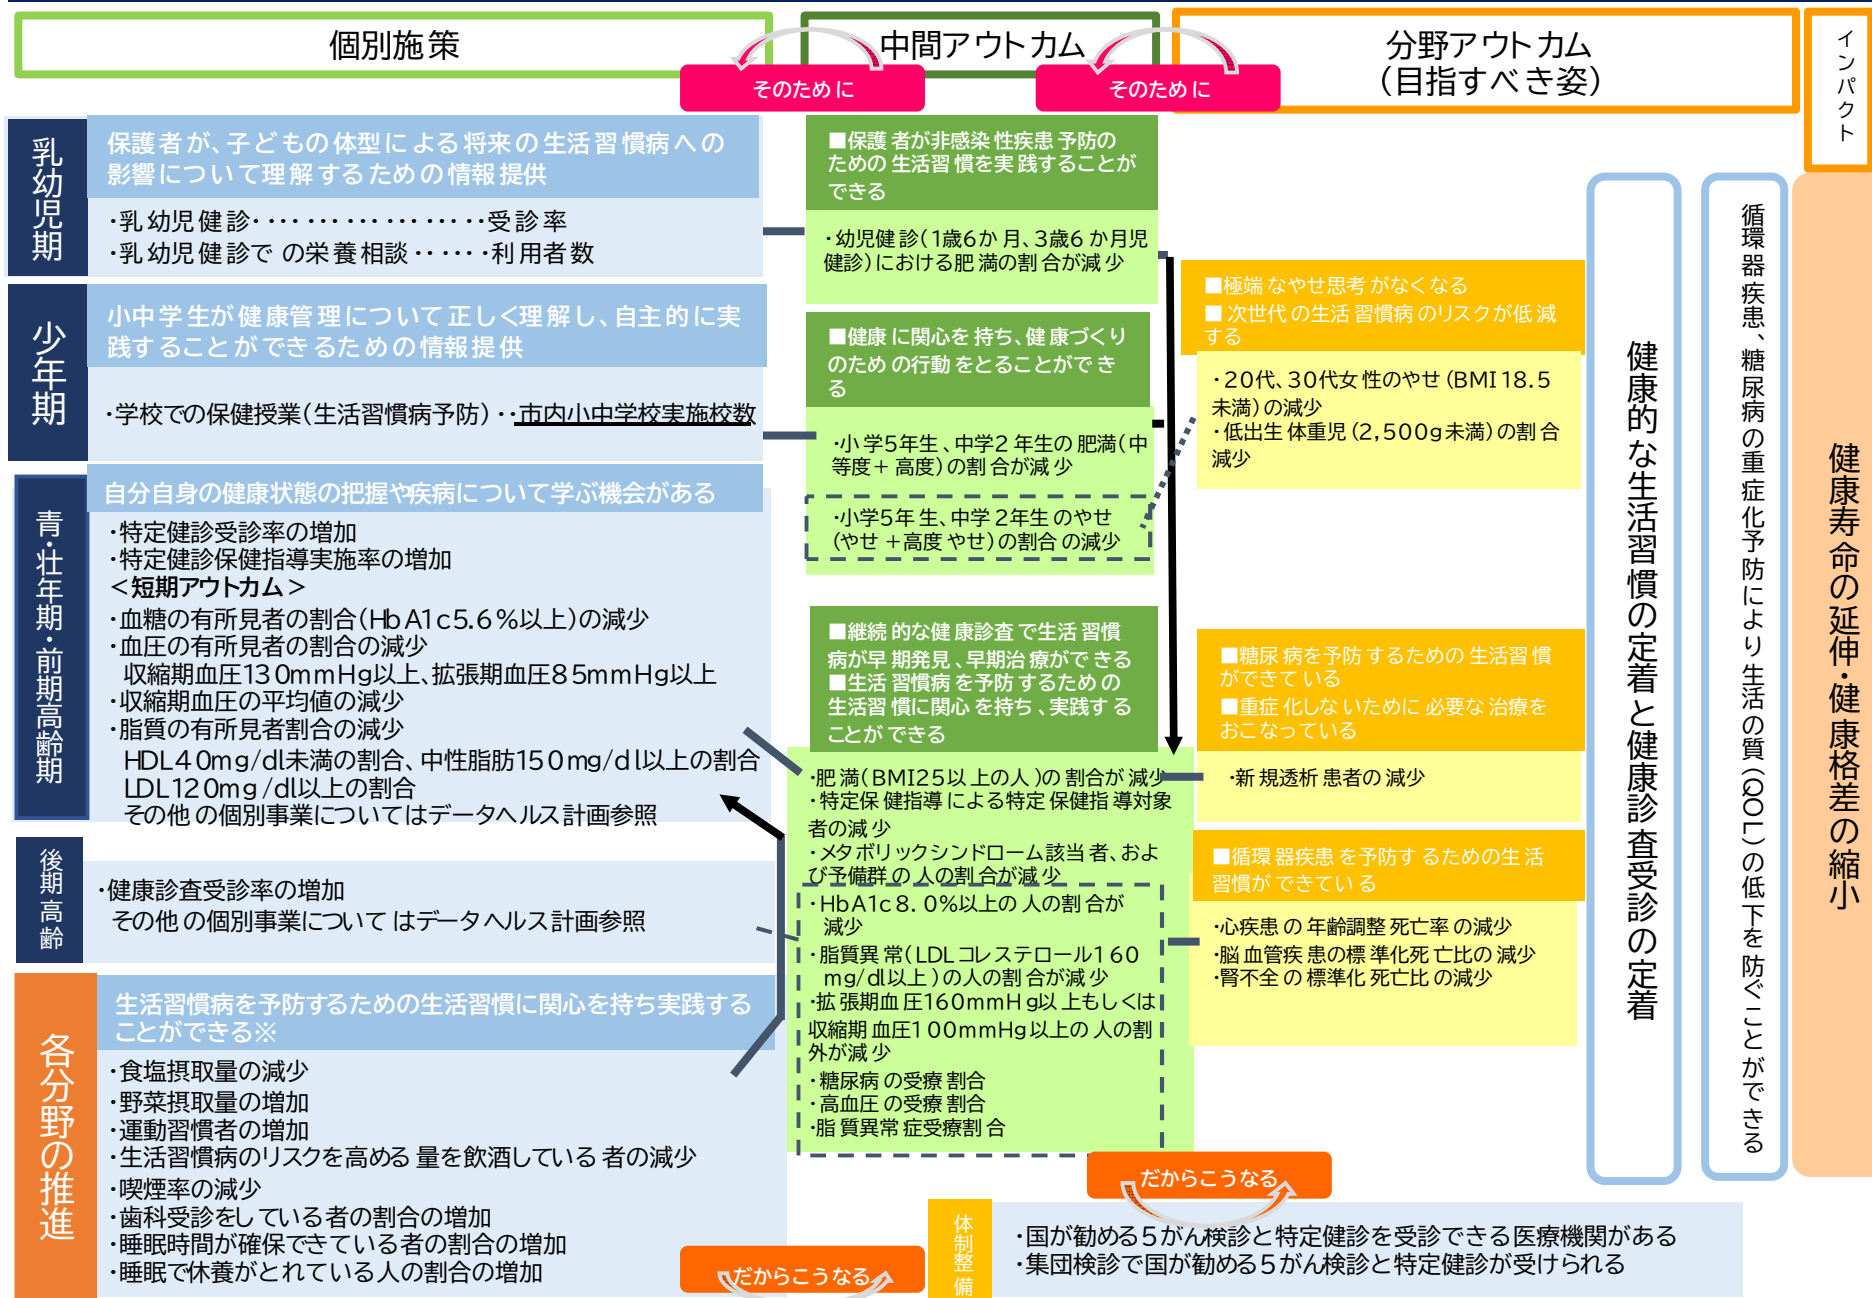 個別施策
中間アウトカム
分野アウトカム
(目指すべき姿)
インパクト
そのために
そのために
乳幼児期
保護者が、子どもの体型による将来の生活習慣病への
影響について理解するための情報提供
・乳幼児健診・・・・・・・・・・・・・・・・・・受診率
・乳幼児健診での栄養相談・・・・・・利用者数
少年期
小中学生が健康管理について正しく理解し、自主的に実
践することができるための情報提供
・学校での保健授業(生活習慣病予防)・・市内小中学校実施校数
青・壮年期・前期高齢期
自分自身の健康状態の把握や疾病について学ぶ機会がある
・特定健診受診率の増加
・特定健診保健指導実施率の増加
<短期アウトカム>
・血糖の有所見者の割合(HbA1c5.6%以上)の減少
・血圧の有所見者の割合の減少
収縮期血圧130mmHg以上、拡張期血圧85mmHg以上
・収縮期血圧の平均値の減少
・脂質の有所見者割合の減少
HDL40mg/dl未満の割合、中性脂肪150mg/dl以上の割合
LDL120mg/dl以上の割合
その他の個別事業についてはデータヘルス計画参照
後期高齢
・健康診査受診率の増加
その他の個別事業についてはデータヘルス計画参照
各分野の推進
生活習慣病を予防するための生活習慣に関心を持ち実践する
ことができる※
・食塩摂取量の減少
・野菜摂取量の増加
・運動習慣者の増加
・生活習慣病のリスクを高める量を飲酒している者の減少
・喫煙率の減少
・歯科受診をしている者の割合の増加
・睡眠時間が確保できている者の割合の増加
・睡眠で休養がとれている人の割合の増加
■保護者が非感染性疾患予防の
ための生活習慣を実践することが
できる
・幼児健診(1歳6か月、3歳6か月児
健診)における肥満の割合が減少
■健康に関心を持ち、健康づくり
のための行動をとることができ
る
・小学5年生、中学2年生の肥満(中
等度+高度)の割合が減少
・小学5年生、中学2年生のやせ
(やせ+高度やせ)の割合の減少
■継続的な健康診査で生活習慣
病が早期発見、早期治療ができる
■生活習慣病を予防するための
生活習慣に関心を持ち、実践する
ことができる
・肥満(BMI25以上の人)の割合が減少
・特定保健指導による特定保健指導対象
者の減少
・メタボリックシンドローム該当者、およ
び予備群の人の割合が減少
・HbA1c8.0%以上の人の割合が
減少
・脂質異常(LDLコレステロール160
mg/dl以上)の人の割合が減少
・拡張期血圧160mmHg以上もしくは
収縮期血圧100mmHg以上の人の割
外が減少
・糖尿病の受療割合
・高血圧の受療割合
・脂質異常症受療割合
■極端なやせ思考がなくなる
■次世代の生活習慣病のリスクが低減
する
・20代、30代女性のやせ(BMI18.5
未満)の減少
・低出生体重児(2,500g未満)の割合
減少
■糖尿病を予防するための生活習慣
ができている
■重症化しないために必要な治療を
おこなっている
・新規透析患者の減少
■循環器疾患を予防するための生活
習慣ができている
・心疾患の年齢調整死亡率の減少
・脳血管疾患の標準化死亡比の減少
・腎不全の標準化死亡比の減少
健康的な生活習慣の定着と健康診査受診の定着
循環器疾患、糖尿病の重症化予防により生活の質(QOL)の低下を防ぐことができる
健康寿命の延伸・健康格差の縮小
だからこうなる
だからこうなる
体制整備
・国が勧める5がん検診と特定健診を受診できる医療機関がある
・集団検診で国が勧める5がん検診と特定健診が受けられる